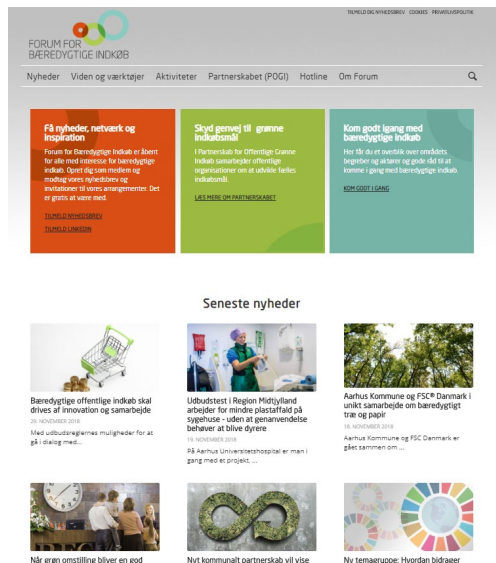 TILMELD DIG NYHEDSBREV COOKIES PRIVATLIVSPOLITIK
FORUM FOR
BÆREDYGTIGE INDKØB
Nyheder Viden og værktøjer Aktiviteter Partnerskabet (POGI) Hotline Om Forum
Få nyheder, netværk og
inspiration
Forum for Bæredygtige Indkøb er åbent
for alle med interesse for bæredygtige
indkøb. Opret dig som medlem og
modtag vores nyhedsbrev og
invitationer til vores arrangementer. Det
er gratis at være med.
TILMELD NYHEDSBREV
TILMELD LINKEDIN
Skyd genvej til grønne
indkøbsmål
I Partnerskab for Offentlige Grønne
Indkøb samarbejder offentlige
organisationer om at udvikle fælles
indkøbsmål.
LÆS MERE OM PARTNERSKABET
Kom godt igang med
bæredygtige indkøb
Her får du et overblik over områdets
begreber og aktører og gode råd til at
komme i gang med bæredygtige indkøb.
KOM GODT I GANG
Seneste nyheder
Bæredygtige offentlige indkøb skal
drives af innovation og samarbejde
29. NOVEMBER 2018
Med udbudsreglernes muligheder for at
gå i dialog med...
Udbudstest i Region Midtjylland
arbejder for mindre plastaffald på
sygehuse - uden at genanvendelse
behøver at blive dyrere
19. NOVEMBER 2018
På Aarhus Universitetshospital er man i
gang med et projekt, ...
Aarhus Kommune og FSC® Danmark i
unikt samarbejde om bæredygtigt
træ og papir
18. NOVEMBER 2018
Aarhus Kommune og FSC Danmark er
gået sammen om ...
Når grøn omstilling bliver en god
Nyt kommunalt partnerskab vil vise
Ny temagruppe: Hvordan bidrager